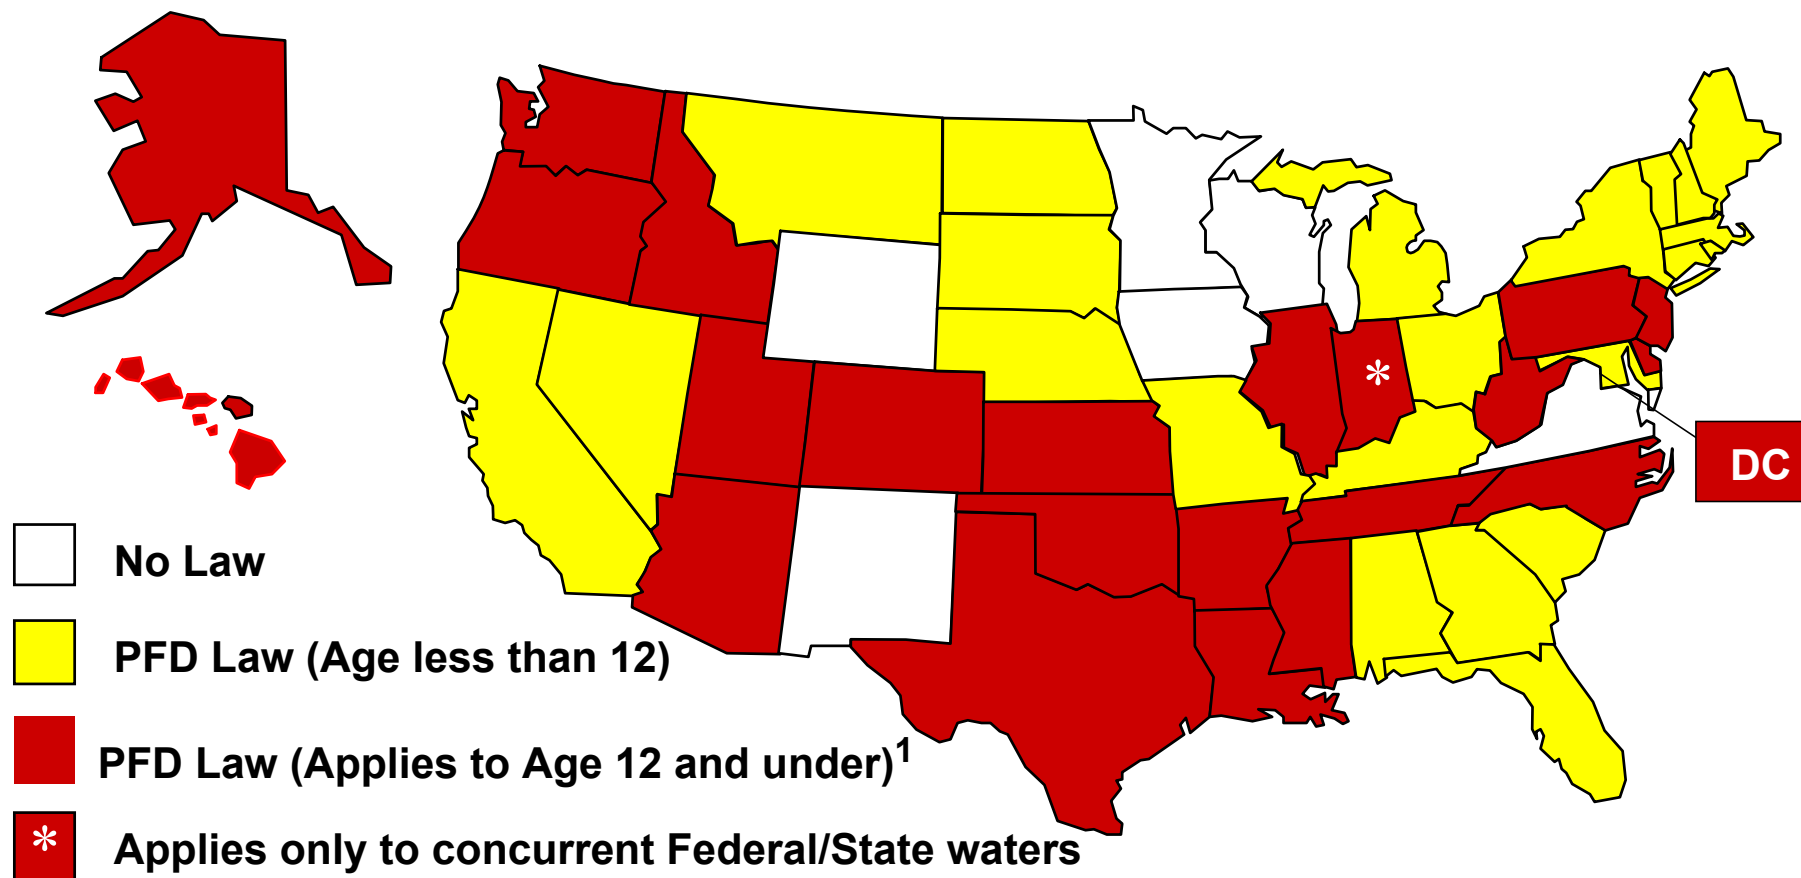 *
DC
No Law
PFD Law (Age less than 12)
PFD Law (Applies to Age 12 and under)1
* Applies only to concurrent Federal/State waters